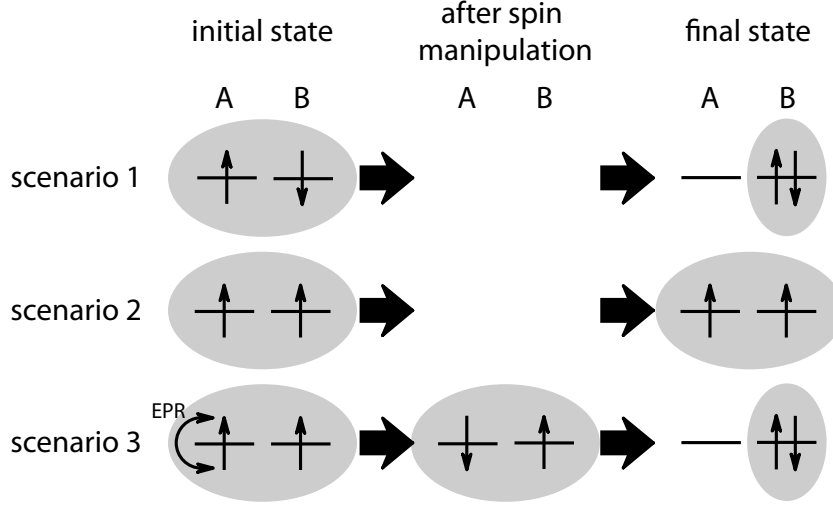 initial state
after spin
manipulation
final state
A B
A B
A B
scenario 1
scenario 2
EPR
scenario 3